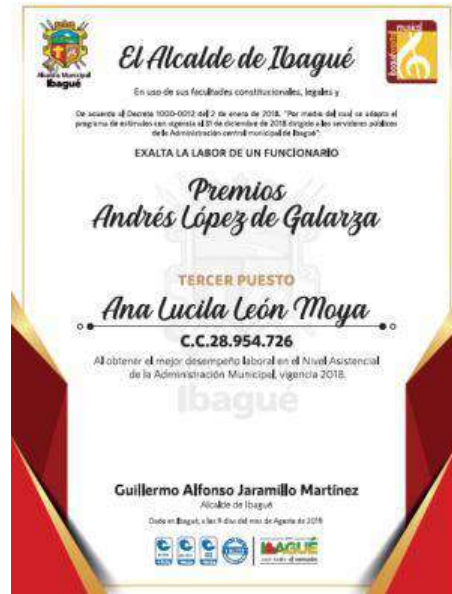 Alcaldía Municipal
Ibagué
musical
El Alcalde de Ibagué
En uso de sus facultades constitucionales, legales y
De acuerdo al Decreto 1000-0012 del 2 de enero de 2018. "Por medio del cual se adopta el
programa de estímulos con vigencia al 31 de diciembre de 2018 dirigido a los servidores públicos
de la Administración central municipal de Ibagué":
EXALTA LA LABOR DE UN FUNCIONARIO
Premios
Andrés López de Galarza
TERCER PUESTO
Ana Lucila León Moya
C.C.28.954.726
Al obtener el mejor desempeño laboral en el Nivel Asistencial
de la Administración Municipal, vigencia 2018.
Ibagué
Guillermo Alfonso Jaramillo Martínez
Alcalde de Ibagué
Dada en Ibagué, a los 9 días del mes de Agosto de 2019
IBAGUÉ